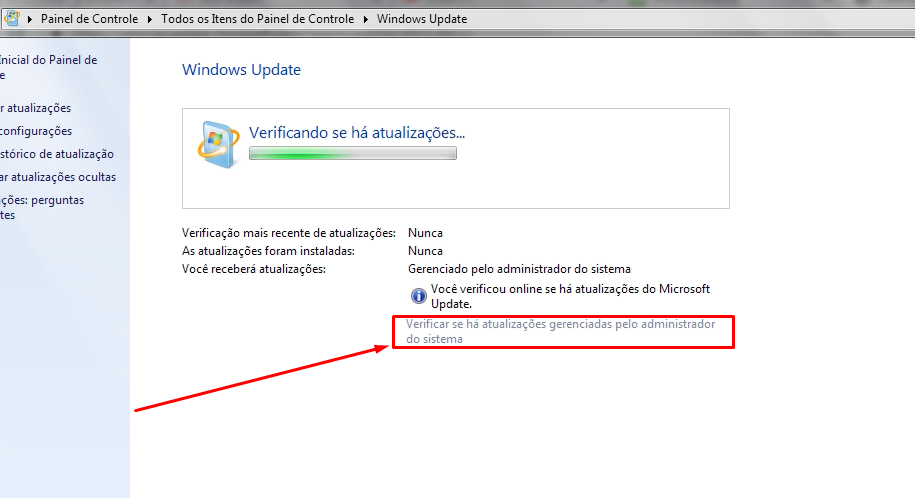 Painel de Controle Todos os Itens do Painel de Controle Windows Update
nicial do Painel de
e
r atualizações
configurações
stórico de atualização
ar atualizações ocultas
ções: perguntas
tes
Windows Update
Verificando se há atualizações...
Verificação mais recente de atualizações: Nunca
As atualizações foram instaladas: Nunca
Você receberá atualizações: Gerenciado pelo administrador do sistema
Você verificou online se há atualizações do Microsoft
Update.
Verificar se há atualizações gerenciadas pelo administrador
do sistema